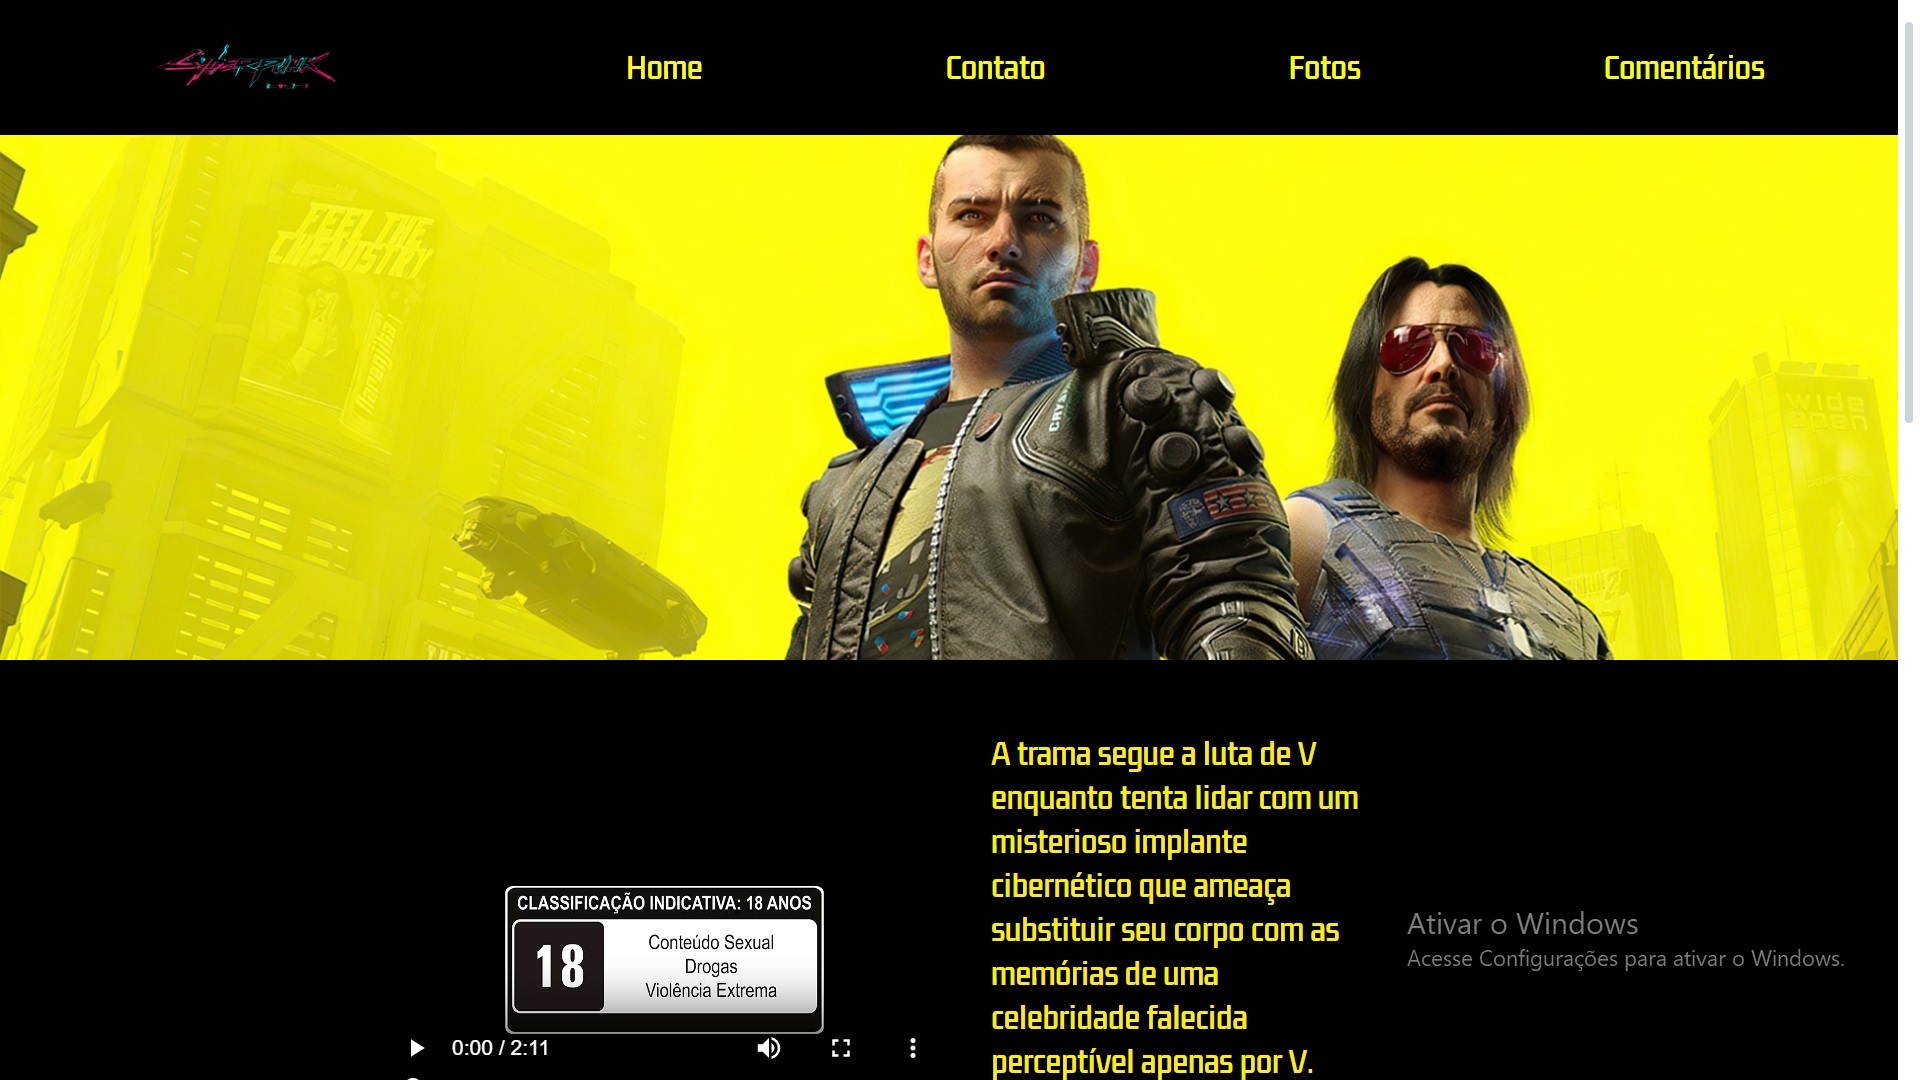 Cyberpunk
2077
Home
Contato
Fotos
Comentários
FEEL THE
CHEMISTRY
wide
open
A trama segue a luta de V
enquanto tenta lidar com um
misterioso implante
cibernético que ameaça
substituir seu corpo com as
memórias de uma
celebridade falecida
perceptível apenas por V.
CLASSIFICAÇÃO INDICATIVA: 18 ANOS
18
Conteúdo Sexual
Drogas
Violência Extrema
0:00 / 2:11
Ativar o Windows
Acesse Configurações para ativar o Windows.